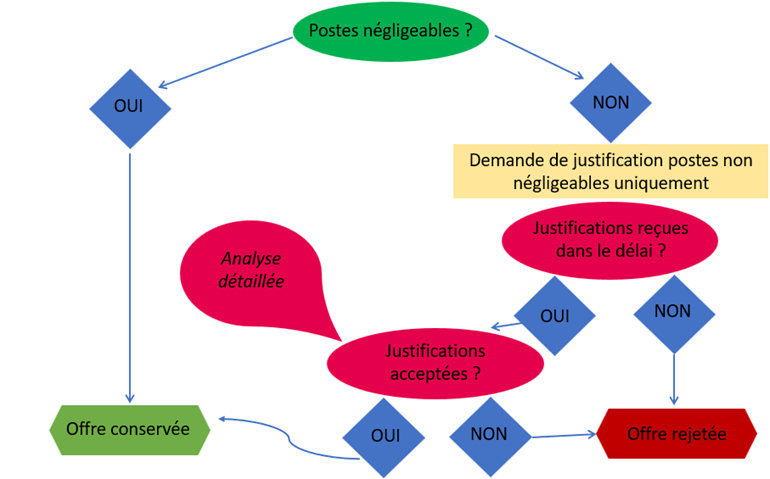 Postes négligeables ?
OUI
NON
Demande de justification postes non
négligeables uniquement
Justifications reçues
dans le délai ?
Analyse
détaillée
OUI
NON
Justifications
acceptées ?
OUI
NON
Offre conservée
Offre rejetée